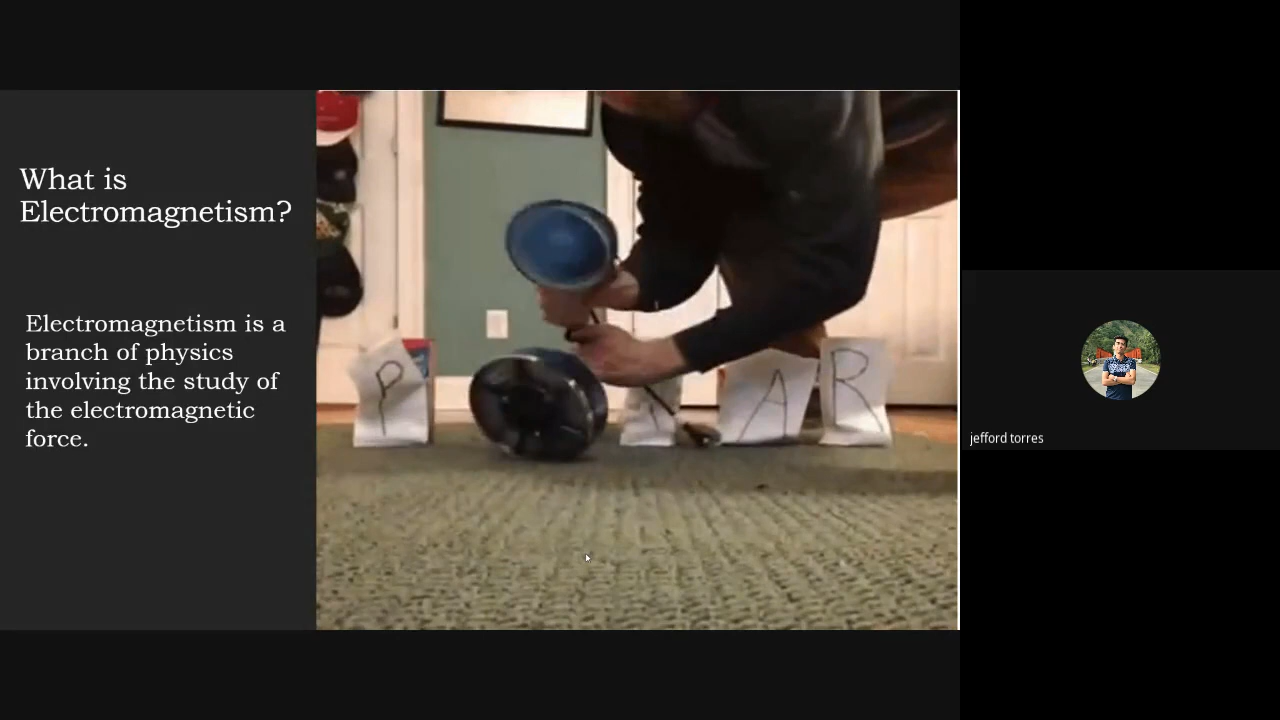 What is
Electromagnetism?
Electromagnetism is a
branch of physics
involving the study of
the electromagnetic
force.
P
A R
jefford torres